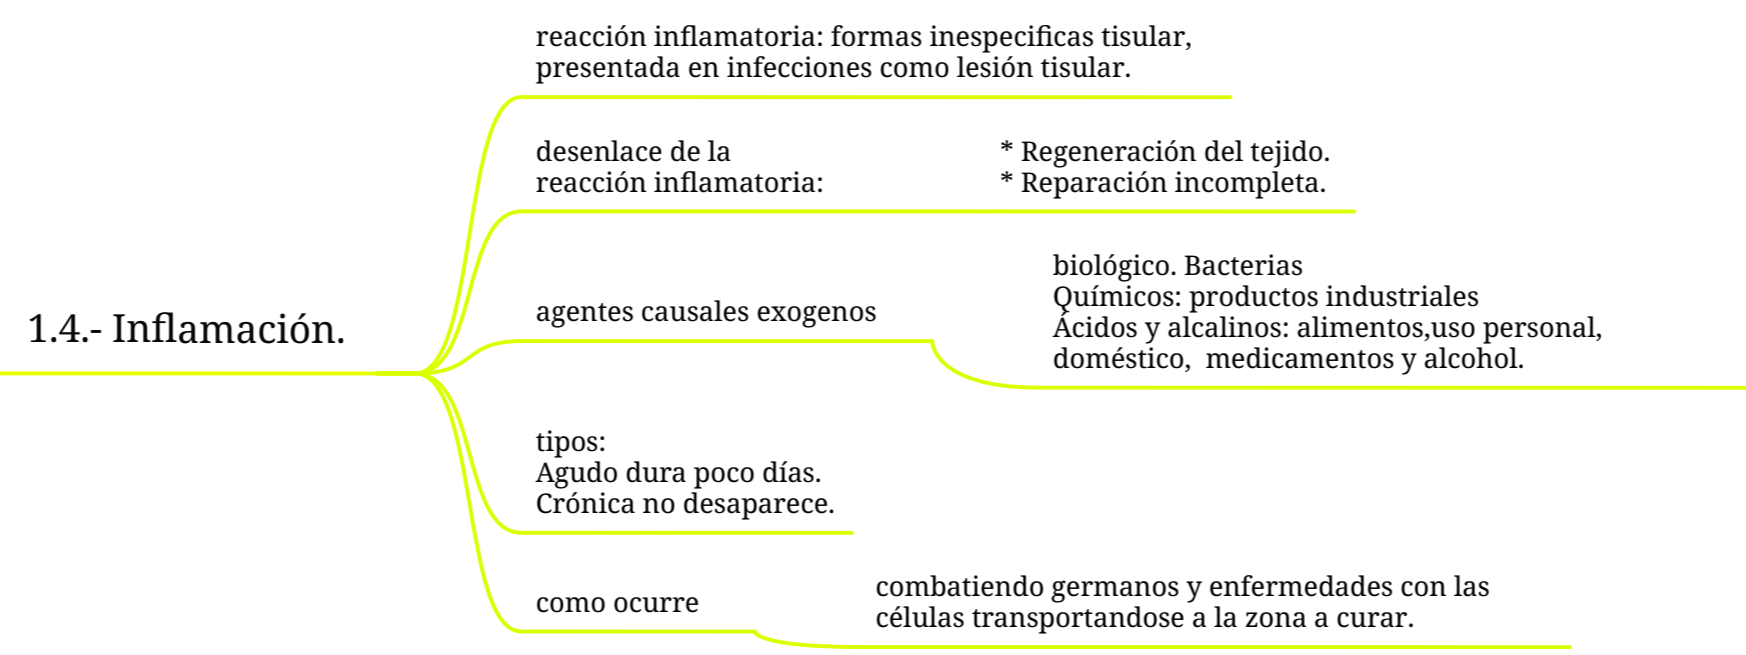 reacción inflamatoria: formas inespecificas tisular,
presentada en infecciones como lesión tisular.
desenlace de la
reacción inflamatoria:
* Regeneración del tejido.
* Reparación incompleta.
1.4.- Inflamación.
agentes causales exogenos
biológico. Bacterias
Químicos: productos industriales
Ácidos y alcalinos: alimentos,uso personal,
doméstico,  medicamentos y alcohol.
tipos:
Agudo dura poco días.
Crónica no desaparece.
como ocurre
combatiendo germanos y enfermedades con las
células transportandose a la zona a curar.